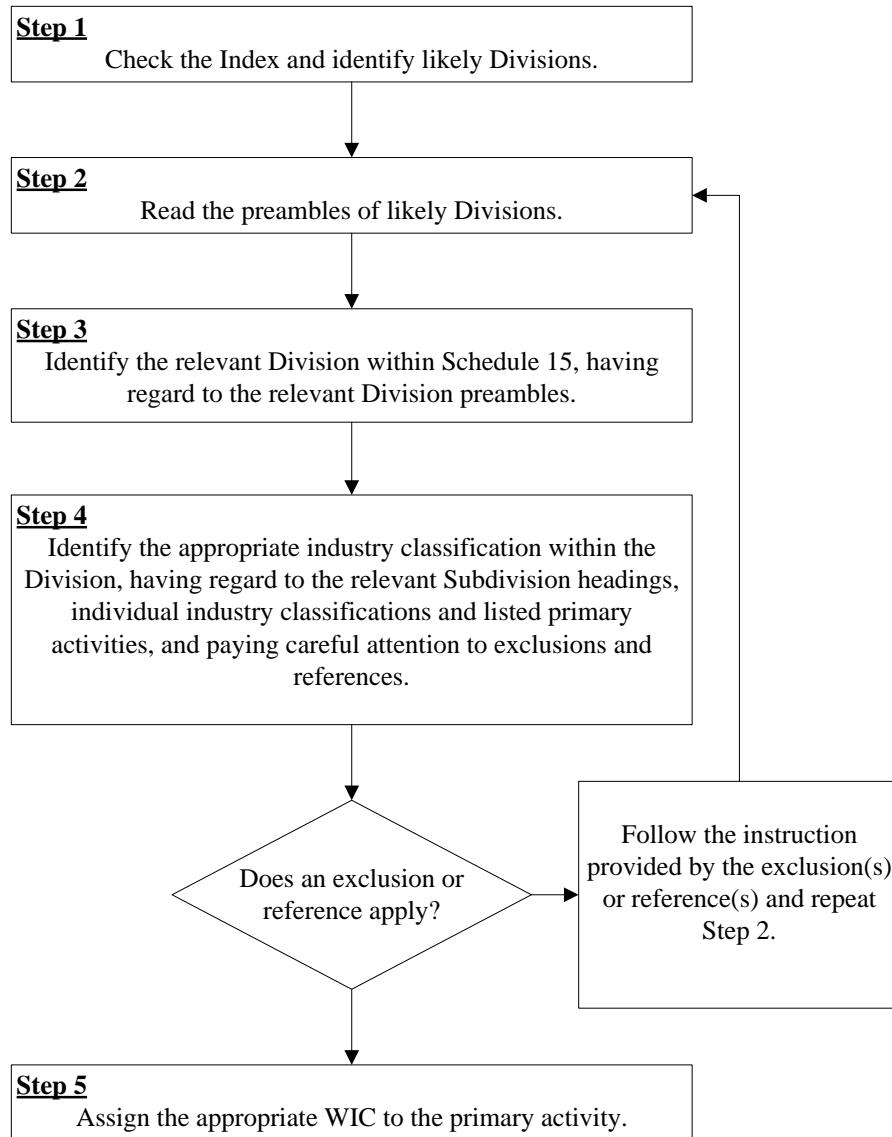 Step 1
Check the Index and identify likely Divisions.
Step 2
Read the preambles of likely Divisions.
Step 3
Identify the relevant Division within Schedule 15, having
regard to the relevant Division preambles.
Step 4
Identify the appropriate industry classification within the
Division, having regard to the relevant Subdivision headings,
individual industry classifications and listed primary
activities, and paying careful attention to exclusions and
references.
Does an exclusion or
reference apply?
Follow the instruction
provided by the exclusion(s)
or reference(s) and repeat
Step 2.
Step 5
Assign the appropriate WIC to the primary activity.